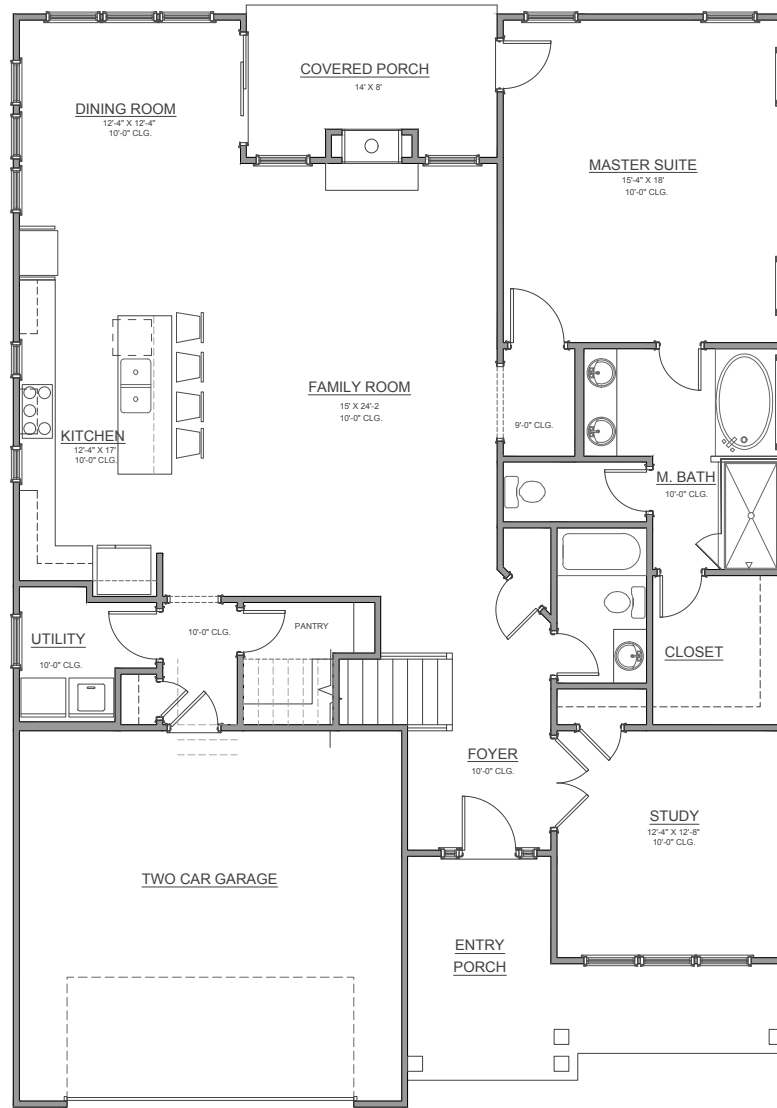 COVERED PORCH
14' X 8'
DINING ROOM
12'-4" X 12'-4"
10'-0" CLG.
MASTER SUITE
15'-4" X 18'
10'-0" CLG.
FAMILY ROOM
15' X 24'-2
10'-0" CLG.
9'-0" CLG.
KITCHEN
12'-4" X 17'
10'-0" CLG.
M. BATH
10'-0" CLG.
UTILITY
10'-0" CLG.
10'-0" CLG.
PANTRY
CLOSET
FOYER
10'-0" CLG.
STUDY
12'-4" X 12'-8"
10'-0" CLG.
TWO CAR GARAGE
ENTRY
PORCH